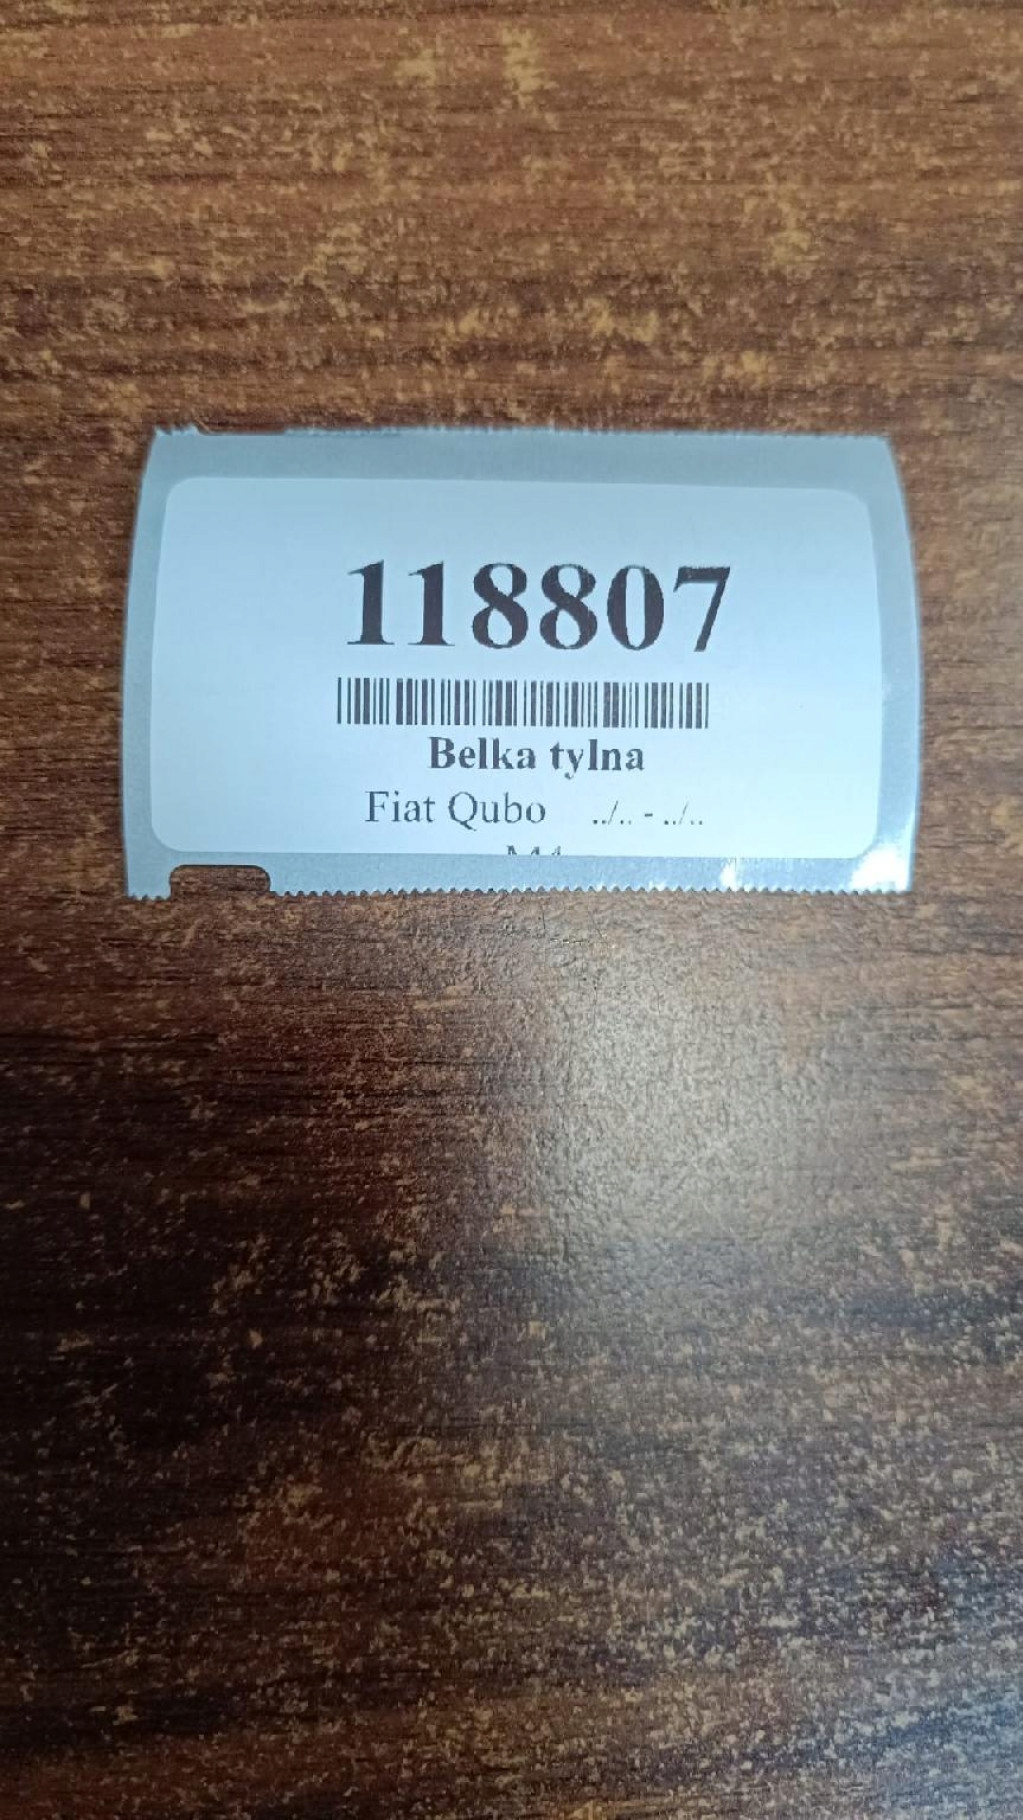 118807
Belka tylna
Fiat Qubo ../.. - ../..